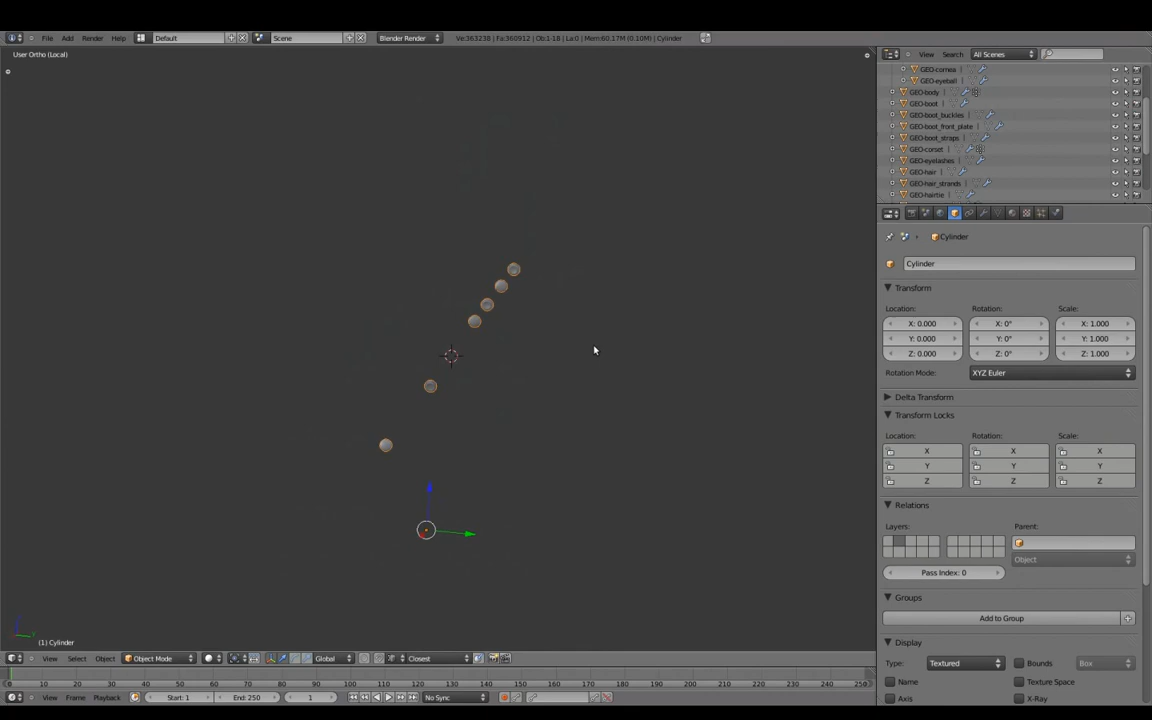 File Add Render Help Default Scene Blender Render Ve:363238 | Fa:360912 | Ob:1-18 | La:0 | Mem:60.17M (0.10M) | Cylinder
User Ortho (Local)
View Search All Scenes
GEO-cornea
GEO-eyeball
GEO-body
GEO-boot
GEO-boot_buckles
GEO-boot_front_plate
GEO-boot_straps
GEO-corset
GEO-eyelashes
GEO-hair
GEO-hair_strands
GEO-hairtie
Cylinder
Cylinder
Transform
Location: Rotation: Scale:
X: 0.000 X: 0° X: 1.000
Y: 0.000 Y: 0° Y: 1.000
Z: 0.000 Z: 0° Z: 1.000
Rotation Mode: XYZ Euler
Delta Transform
Transform Locks
Location: Rotation: Scale:
X X X
Y Y Y
Z Z Z
Relations
Layers: Parent:
Object
Pass Index: 0
Groups
Add to Group
Display
Type: Textured Bounds Box
Name Texture Space
Axis X-Ray
(1) Cylinder
View Select Object Object Mode Global Closest
0 10 20 30 40 50 60 70 80 90 100 110 120 130 140 150 160 170 180 190 200 210 220 230 240 250
View Frame Playback Start: 1 End: 250 1 No Sync